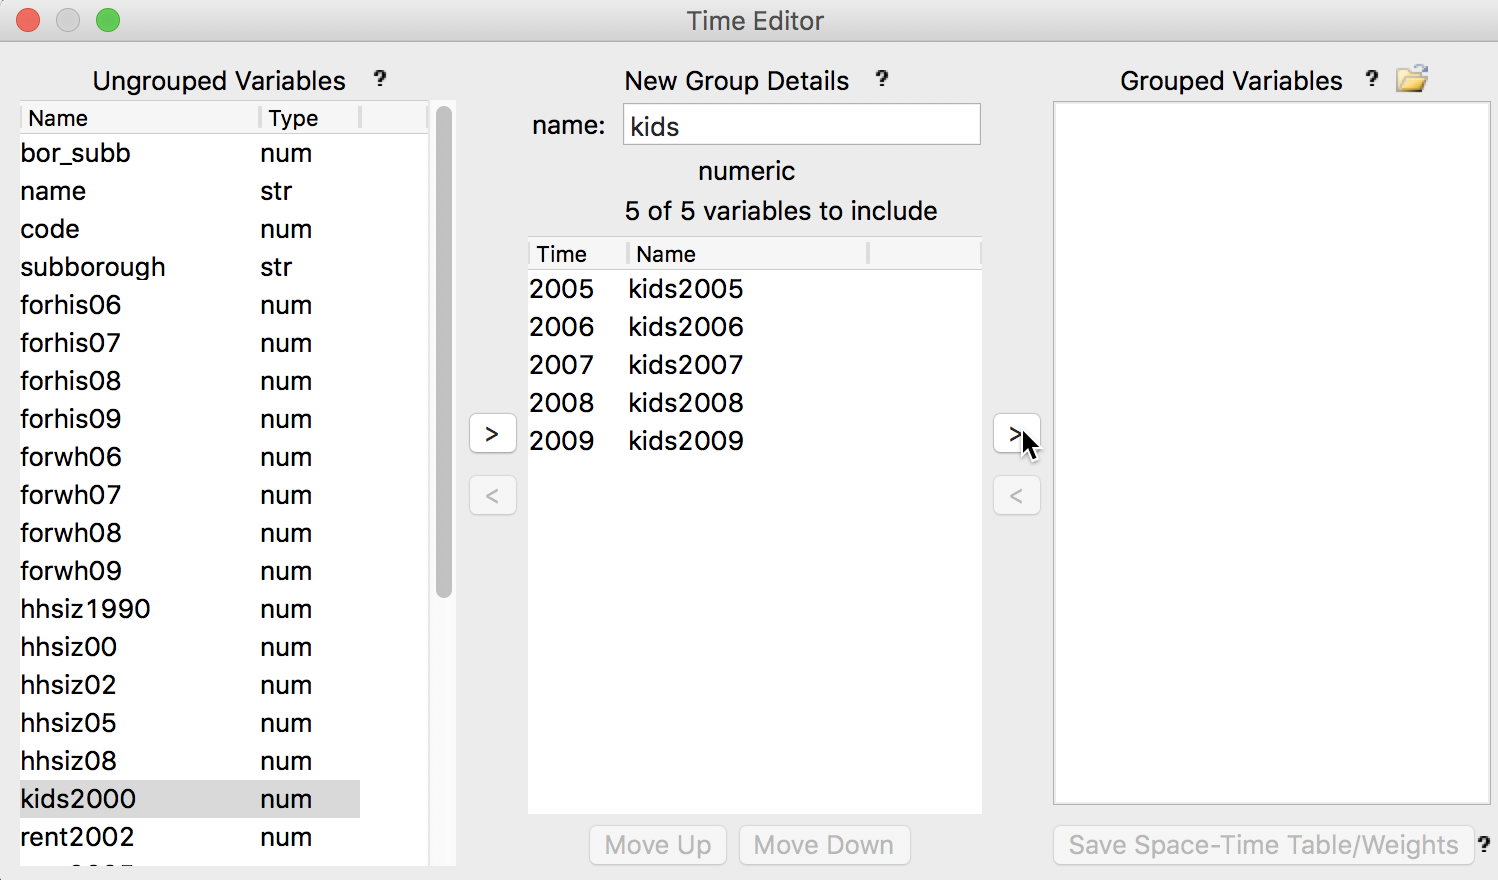 Time Editor
Ungrouped Variables ?
Name Type
bor_subb num
name str
code num
subborough str
forhis06 num
forhis07 num
forhis08 num
forhis09 num
forwh06 num
forwh07 num
forwh08 num
forwh09 num
hhsiz1990 num
hhsiz00 num
hhsiz02 num
hhsiz05 num
hhsiz08 num
kids2000 num
rent2002 num
>
<
New Group Details ?
name: kids
numeric
5 of 5 variables to include
Time Name
2005 kids2005
2006 kids2006
2007 kids2007
2008 kids2008
2009 kids2009
Move Up Move Down
>
<
Grouped Variables ?
Save Space-Time Table/Weights ?